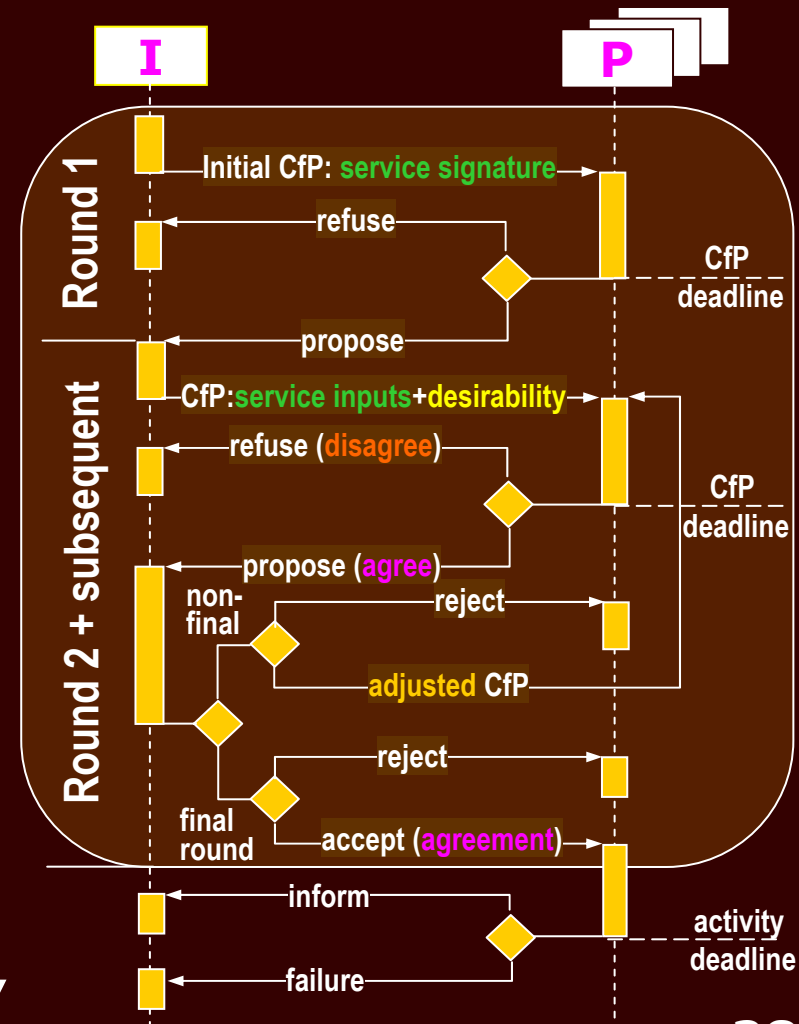 I
P
Round 1
Initial CfP: service signature
refuse
CfP
deadline
propose
Round 2 + subsequent
CfP:service inputs+desirability
refuse (disagree)
CfP
deadline
propose (agree)
non-
final
reject
adjusted CfP
reject
final
round
accept (agreement)
inform
activity
deadline
failure